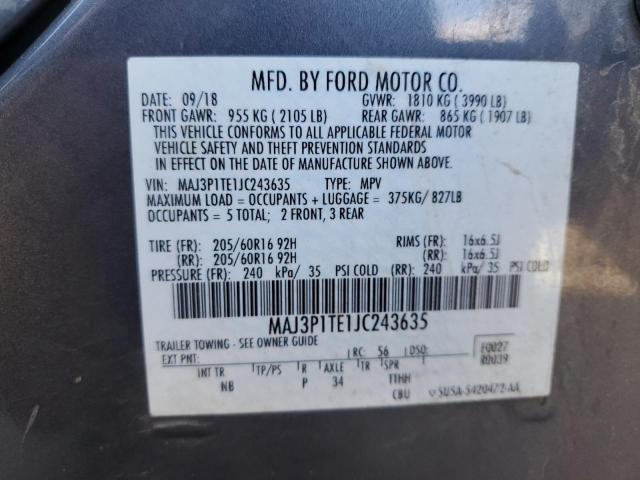 MFD. BY FORD MOTOR CO.
DATE: 09/18 GVWR: 1810 KG ( 3990 LB)
FRONT GAWR: 955 KG ( 2105 LB) REAR GAWR: 865 KG ( 1907 LB)
THIS VEHICLE CONFORMS TO ALL APPLICABLE FEDERAL MOTOR
VEHICLE SAFETY AND THEFT PREVENTION STANDARDS
IN EFFECT ON THE DATE OF MANUFACTURE SHOWN ABOVE.
VIN: MAJ3P1TE1JC243635 TYPE: MPV
MAXIMUM LOAD = OCCUPANTS + LUGGAGE = 375KG/ 827LB
OCCUPANTS = 5 TOTAL; 2 FRONT, 3 REAR
TIRE (FR): 205/60R16 92H RIMS (FR): 16x6.5J
(RR): 205/60R16 92H (RR): 16x6.5J
PRESSURE (FR): 240 kPa/ 35 PSI COLD (RR): 240 kPa/ 35 PSI COLD
MAJ3P1TE1JC243635
TRAILER TOWING - SEE OWNER GUIDE
EXT PNT: RC: 56 DSO: F0027
R0039
INT TR TP/PS R AXLE TR SPR
NB P 34 TTHH
CBU